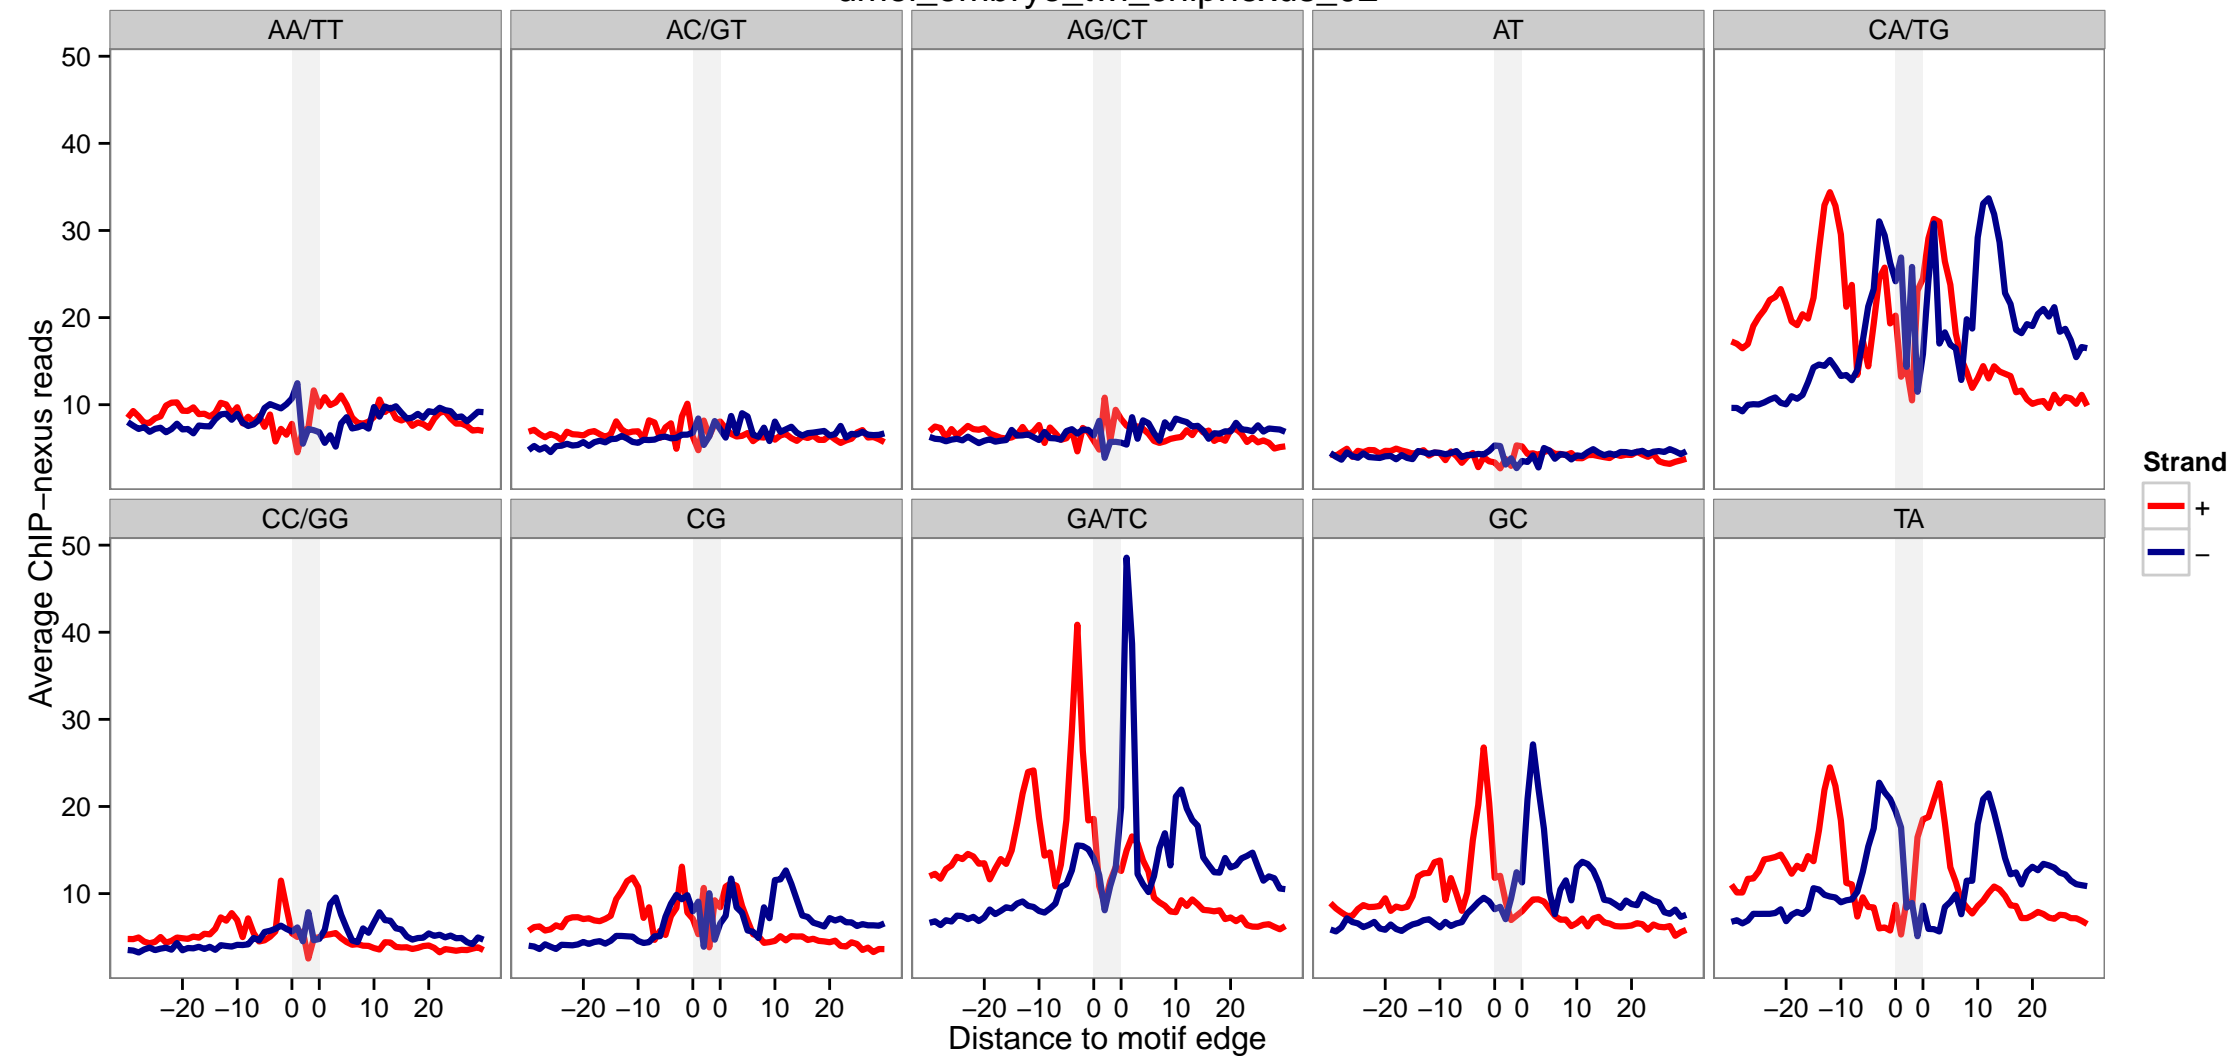 AA/TT AC/GT AG/CT AT CA/TG
50
40
30
20
10
CC/GG CG GA/TC GC TA
50
40
30
20
10
−20 −10 0 0 10 20 −20 −10 0 0 10 20 −20 −10 0 0 10 20 −20 −10 0 0 10 20 −20 −10 0 0 10 20
Distance to motif edge
Average ChIP−nexus reads
Strand
+
−